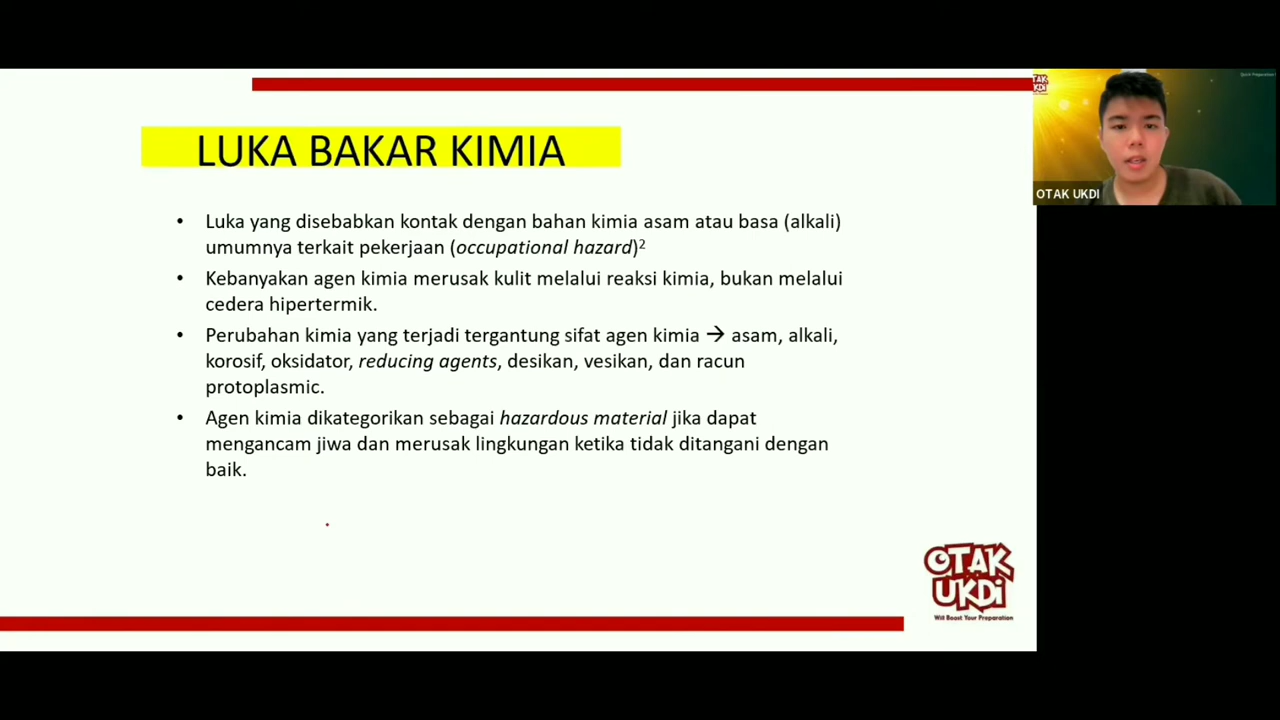 LUKA BAKAR KIMIA
• Luka yang disebabkan kontak dengan bahan kimia asam atau basa (alkali)
umumnya terkait pekerjaan (occupational hazard)²
• Kebanyakan agen kimia merusak kulit melalui reaksi kimia, bukan melalui
cedera hipertermik.
• Perubahan kimia yang terjadi tergantung sifat agen kimia → asam, alkali,
korosif, oksidator, reducing agents, desikan, vesikan, dan racun
protoplasmic.
• Agen kimia dikategorikan sebagai hazardous material jika dapat
mengancam jiwa dan merusak lingkungan ketika tidak ditangani dengan
baik.
OTAK
UKDI
OTAK UKDI
OTAK
UKDI
Will Boost Your Preparation